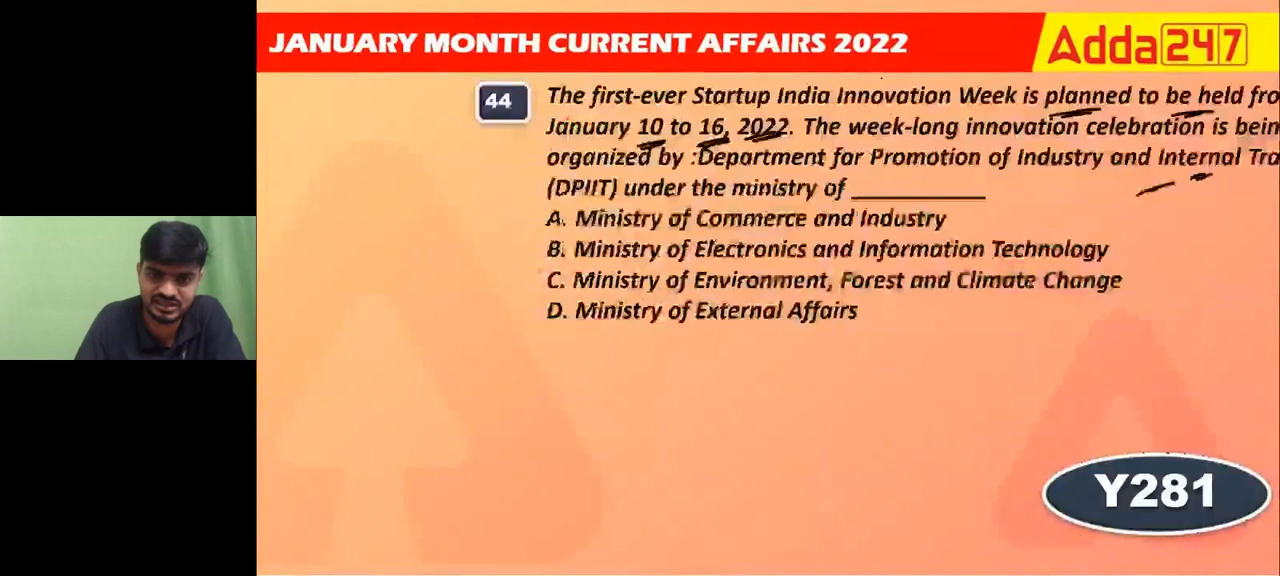 JANUARY MONTH CURRENT AFFAIRS 2022
Adda247
44
The first-ever Startup India Innovation Week is planned to be held fro
January 10 to 16, 2022. The week-long innovation celebration is bein
organized by :Department for Promotion of Industry and Internal Tra
(DPIIT) under the ministry of ____________
A. Ministry of Commerce and Industry
B. Ministry of Electronics and Information Technology
C. Ministry of Environment, Forest and Climate Change
D. Ministry of External Affairs
Y281